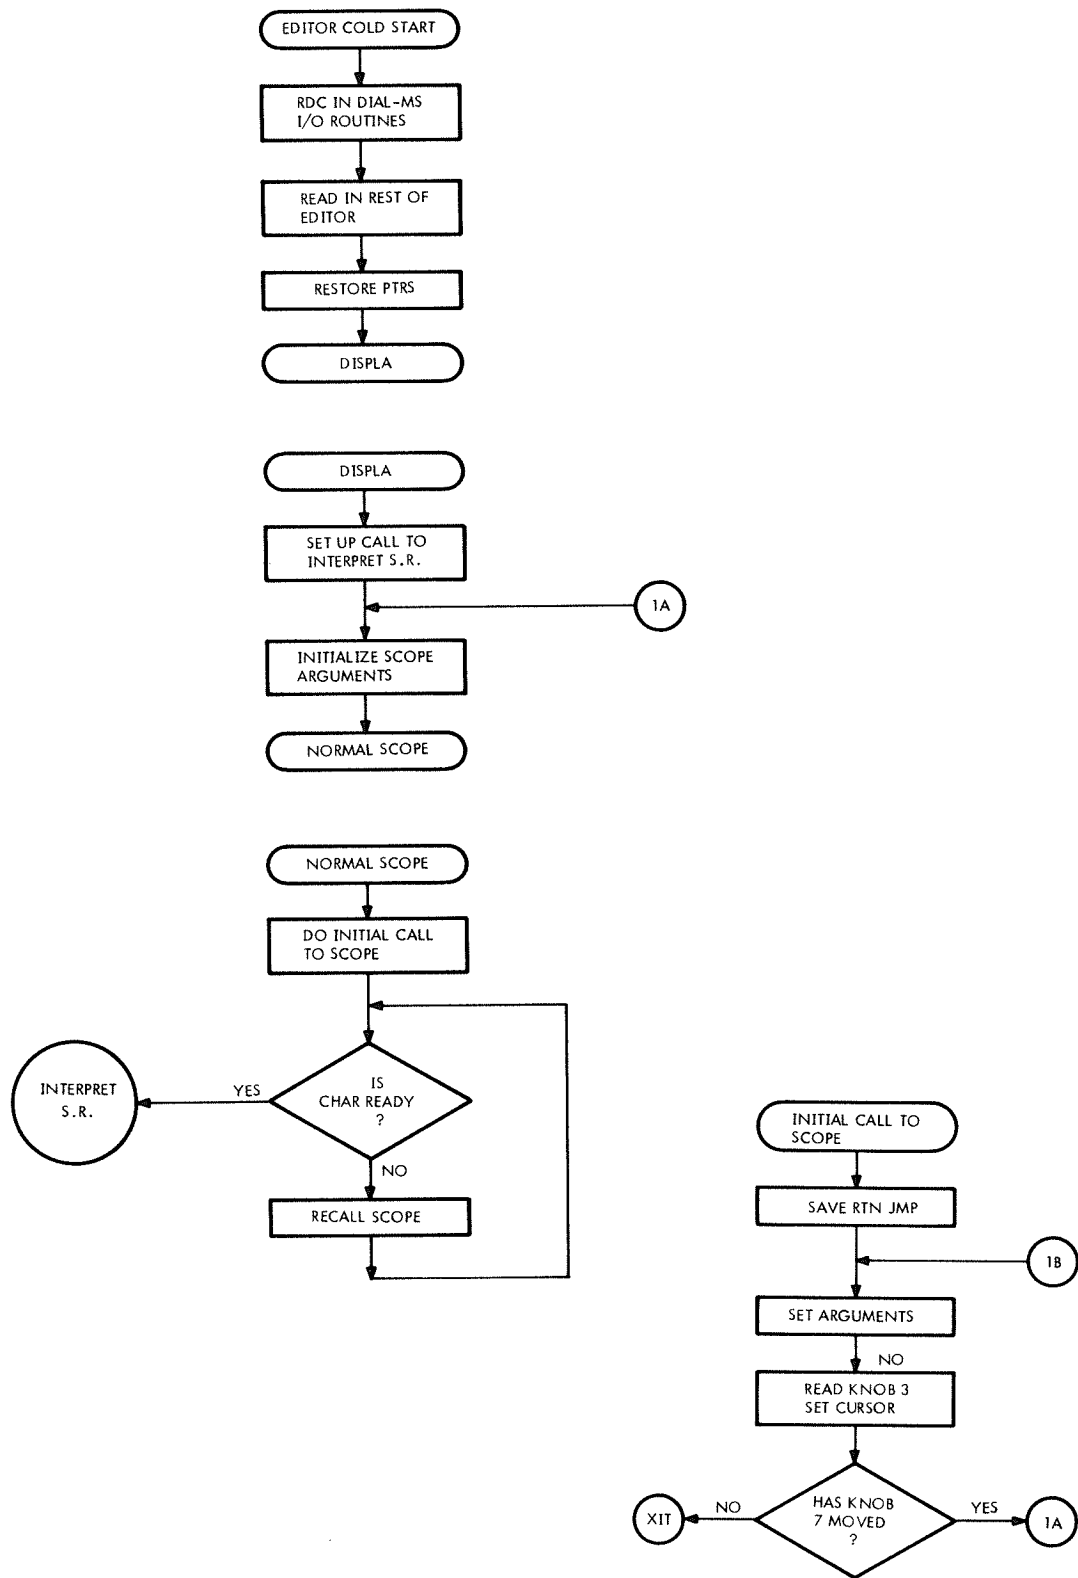 EDITOR COLD START
RDC IN DIAL-MS
I/O ROUTINES
READ IN REST OF
EDITOR
RESTORE PTRS
DISPLA
DISPLA
SET UP CALL TO
INTERPRET S.R.
1A
INITIALIZE SCOPE
ARGUMENTS
NORMAL SCOPE
NORMAL SCOPE
DO INITIAL CALL
TO SCOPE
IS
CHAR READY
?
YES
INTERPRET
S.R.
NO
RECALL SCOPE
INITIAL CALL TO
SCOPE
SAVE RTN JMP
1B
SET ARGUMENTS
NO
READ KNOB 3
SET CURSOR
HAS KNOB
7 MOVED
?
NO
XIT
YES
1A